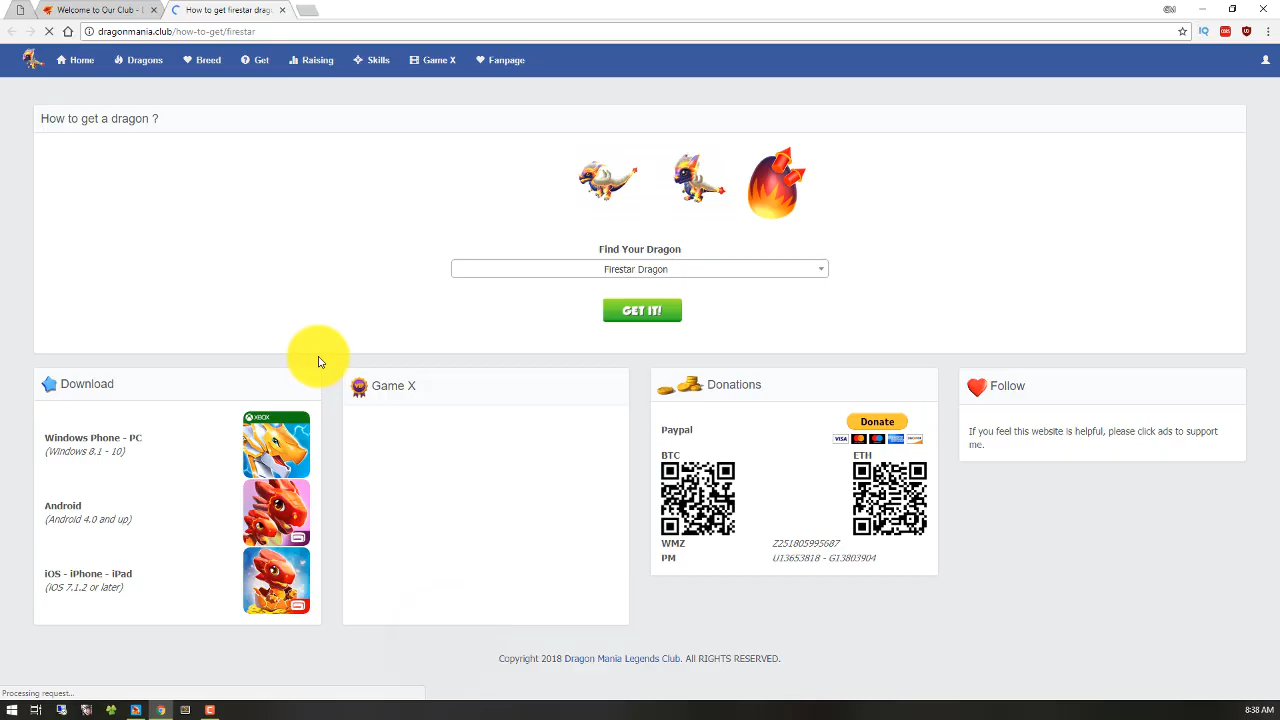 Welcome to Our Club - (
How to get firestar drag
dragonmania.club/how-to-get/firestar
Home
Dragons
Breed
Get
Raising
Skills
Game X
Fanpage
How to get a dragon ?
Find Your Dragon
Firestar Dragon
GET IT!
Download
Game X
Donations
Follow
Windows Phone - PC
(Windows 8.1 - 10)
XBOX
Android
(Android 4.0 and up)
iOS - iPhone - iPad
(iOS 7.1.2 or later)
VIP
Paypal
Donate
VISA
BTC
ETH
WMZ
Z251805995687
PM
U13653818 - G13803904
If you feel this website is helpful, please click ads to support
me.
Copyright 2018 Dragon Mania Legends Club. All RIGHTS RESERVED.
Processing request...
8:38 AM